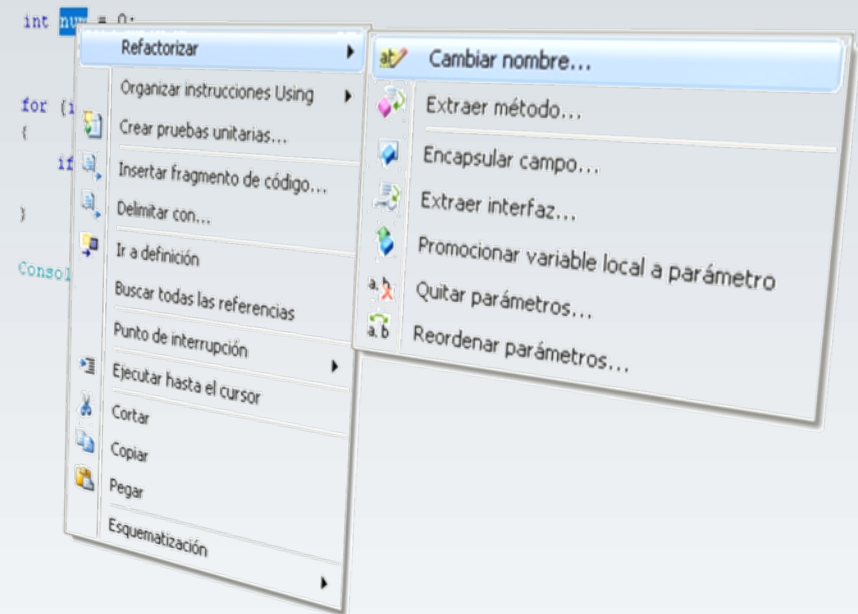 int num = 0;
for (i
{
if
}
Consol
Refactorizar
Organizar instrucciones Using
Crear pruebas unitarias...
Insertar fragmento de código...
Delimitar con...
Ir a definición
Buscar todas las referencias
Punto de interrupción
Ejecutar hasta el cursor
Cortar
Copiar
Pegar
Esquematización
Cambiar nombre...
Extraer método...
Encapsular campo...
Extraer interfaz...
Promocionar variable local a parámetro
Quitar parámetros...
Reordenar parámetros...